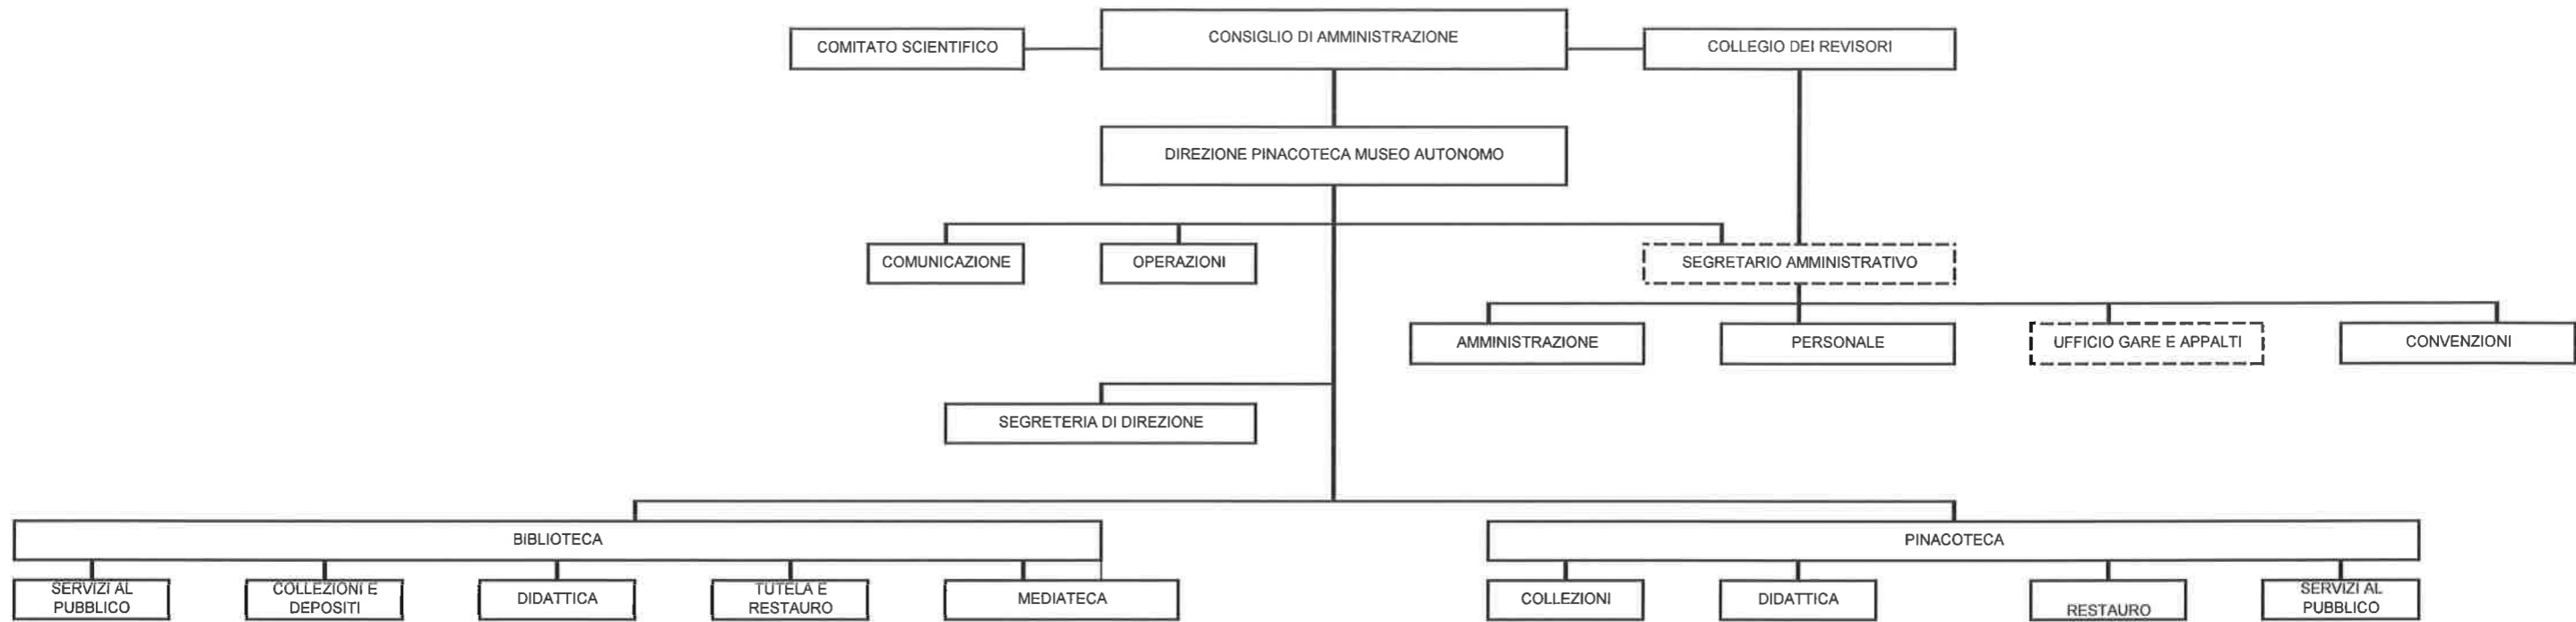 COMITATO SCIENTIFICO
CONSIGLIO DI AMMINISTRAZIONE
COLLEGIO DEI REVISORI
DIREZIONE PINACOTECA MUSEO AUTONOMO
COMUNICAZIONE
OPERAZIONI
SEGRETARIO AMMINISTRATIVO
AMMINISTRAZIONE
PERSONALE
UFFICIO GARE E APPALTI
CONVENZIONI
SEGRETERIA DI DIREZIONE
BIBLIOTECA
PINACOTECA
SERVIZI AL
PUBBLICO
COLLEZIONI E
DEPOSITI
DIDATTICA
TUTELA E
RESTAURO
MEDIATECA
COLLEZIONI
DIDATTICA
RESTAURO
SERVIZI AL
PUBBLICO